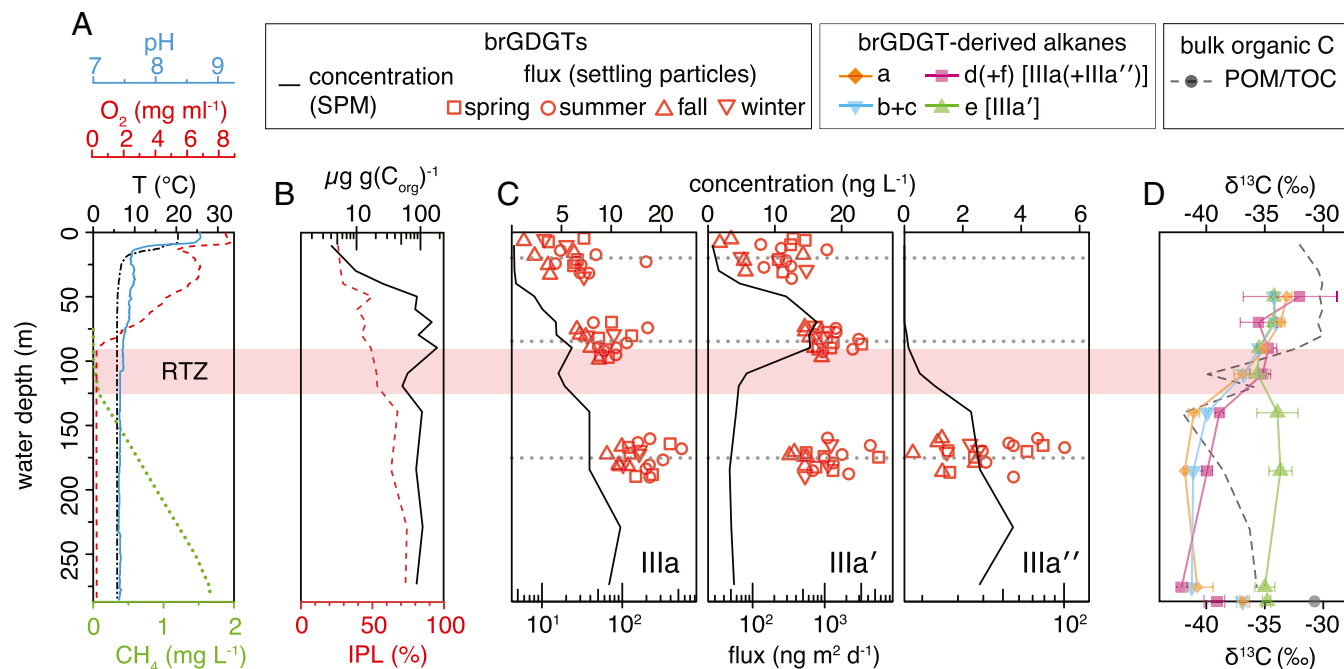 A
pH
7 8 9
O2 (mg ml-1)
0 2 4 6 8
T (°C)
0 10 20 30
brGDGTs
concentration
(SPM)
flux (settling particles)
spring summer fall winter
brGDGT-derived alkanes
a d(+f) [IIIa(+IIIa′′)]
b+c e [IIIa′]
bulk organic C
POM/TOC
B
µg g(Corg)-1
10 100
C
concentration (ng L-1)
5 10 20 0 10 20 0 2 4 6
D
δ13C (‰)
-40 -35 -30
water depth (m)
0
50
100
150
200
250
RTZ
IIIa IIIa′ IIIa′′
0 1 2
CH4 (mg L-1)
0 50 100
IPL (%)
10¹ 10² 10² 10³ 10²
flux (ng m² d-1)
-40 -35 -30
δ13C (‰)